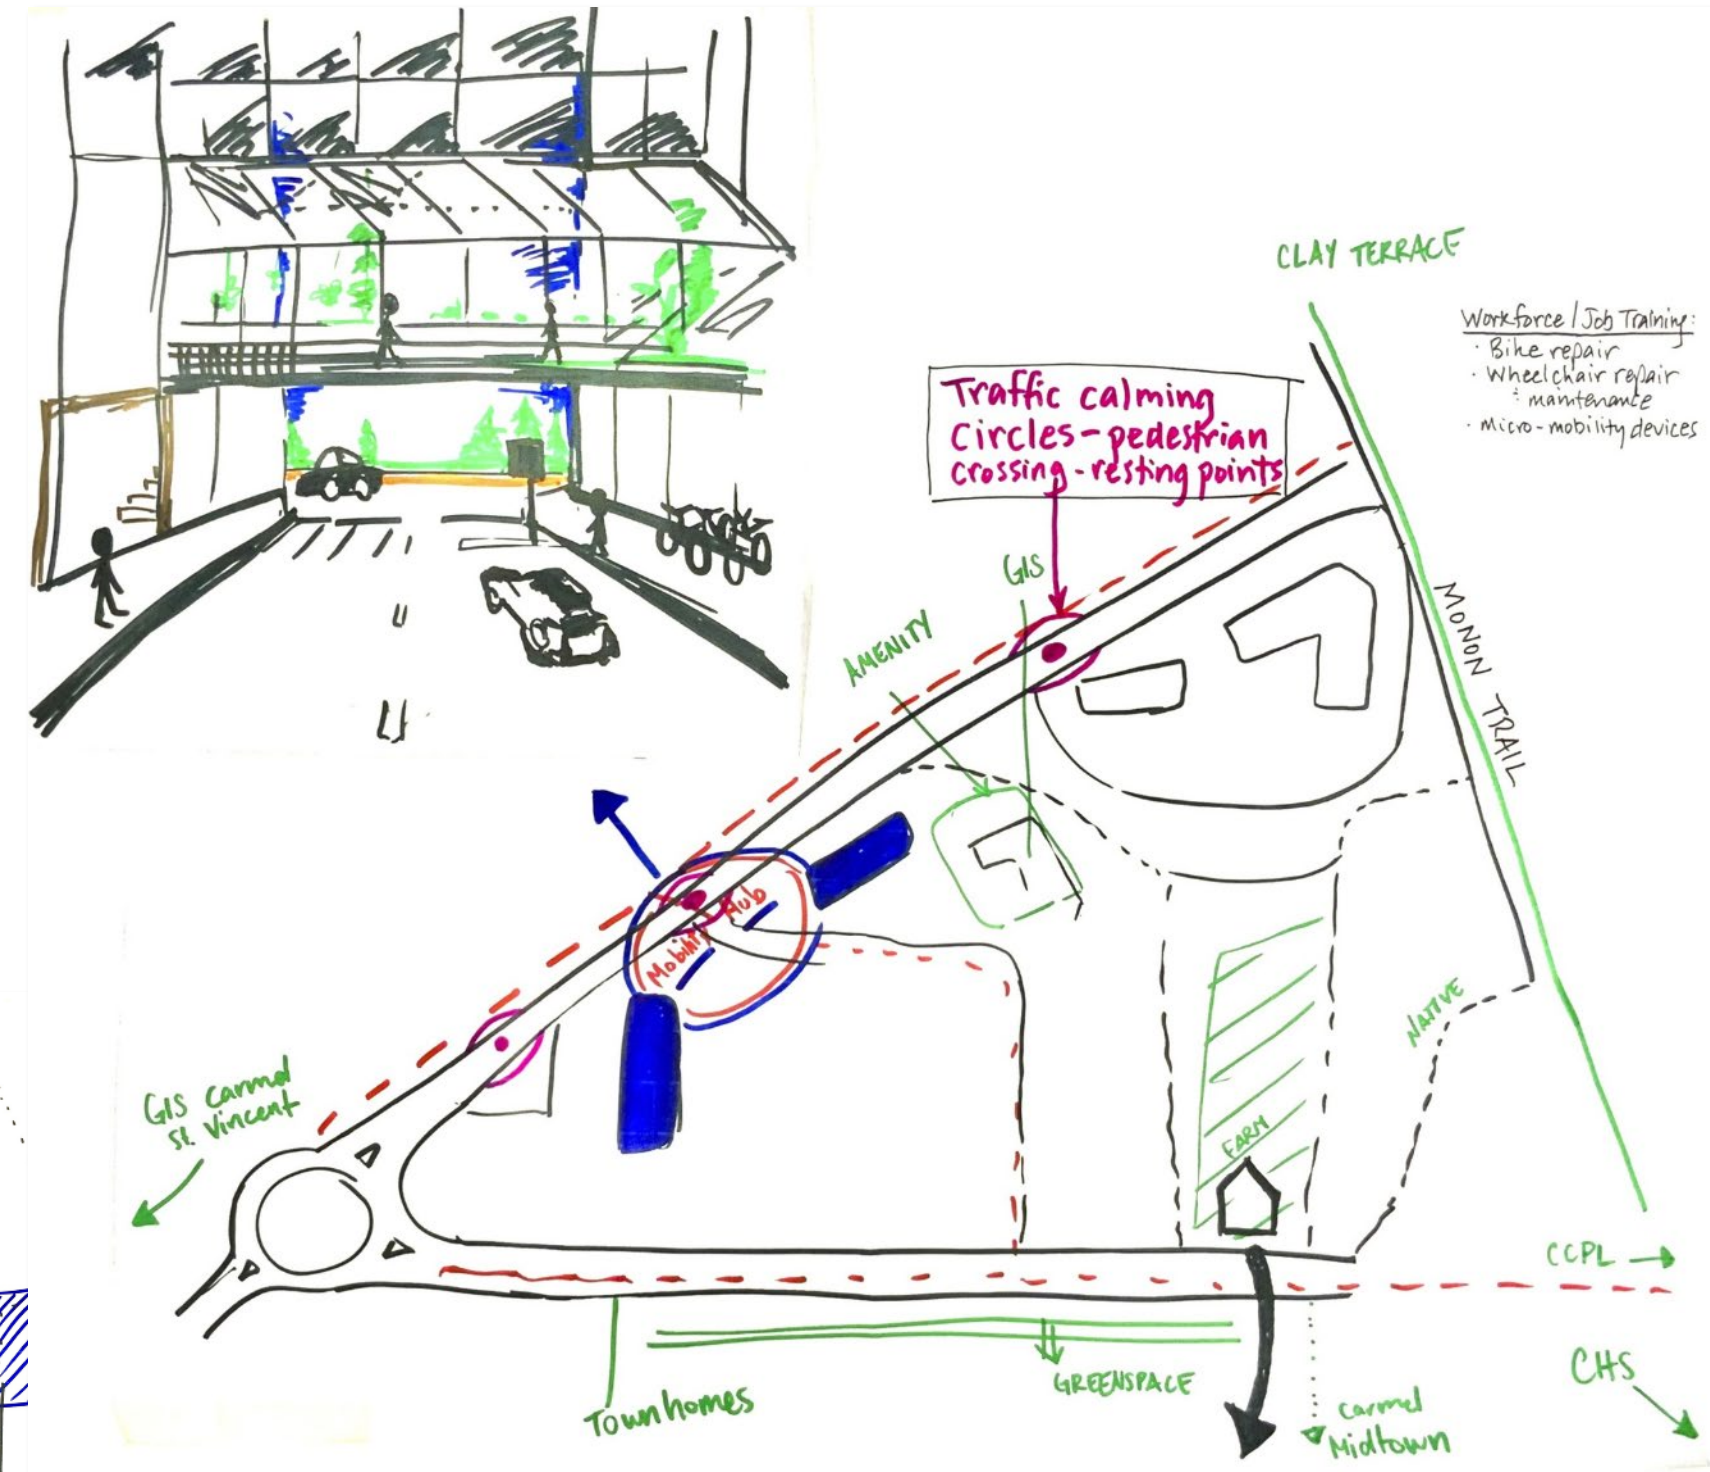 CLAY TERRACE
Workforce / Job Training:
· Bike repair
· Wheelchair repair
: maintenance
· Micro-mobility devices
Traffic calming
circles - pedestrian
crossing - resting points
GIS
AMENITY
MONON TRAIL
Mobility Hub
NATIVE
GIS Carmel
St. Vincent
FARM
CCPL
GREENSPACE
CHS
Townhomes
Carmel
Midtown